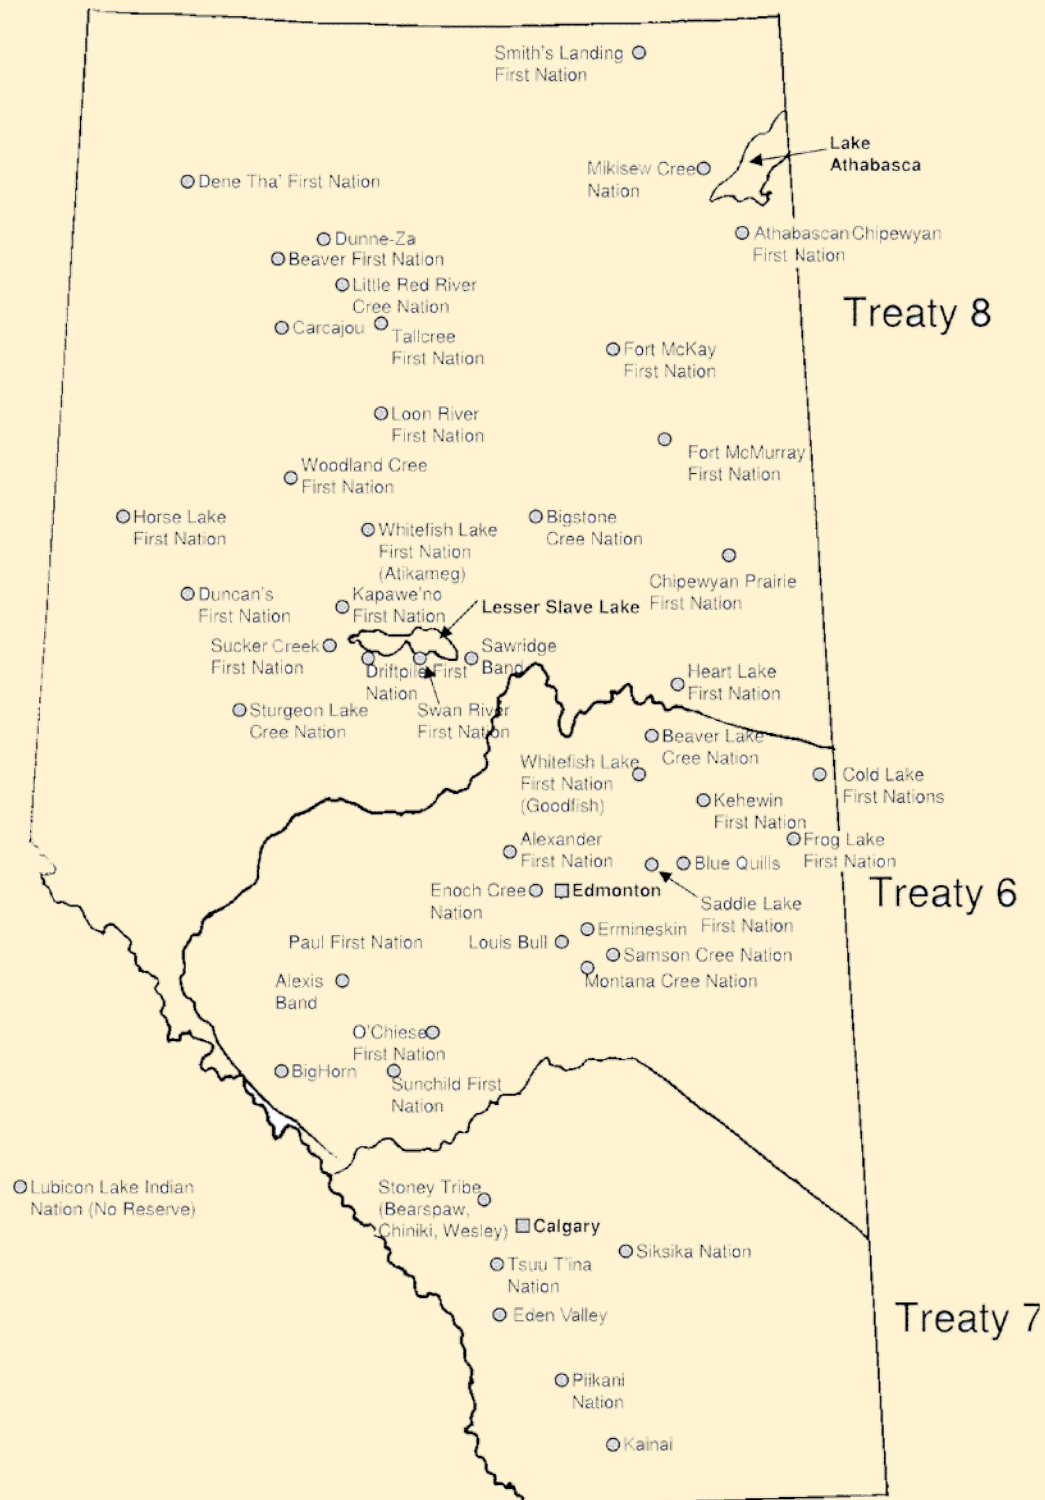 Smith's Landing
First Nation
Lake
Athabasca
Mikisew Cree
Nation
Dene Tha' First Nation
Athabascan Chipewyan
First Nation
Dunne-Za
Beaver First Nation
Little Red River
Cree Nation
Treaty 8
Carcajou
Tallcree
First Nation
Fort McKay
First Nation
Loon River
First Nation
Fort McMurray
First Nation
Woodland Cree
First Nation
Horse Lake
First Nation
Whitefish Lake
First Nation
(Atikameg)
Bigstone
Cree Nation
Chipewyan Prairie
First Nation
Duncan's
First Nation
Kapawe'no
First Nation
Lesser Slave Lake
Sucker Creek
First Nation
Sawridge
Band
Driftpile First
Nation
Heart Lake
First Nation
Sturgeon Lake
Cree Nation
Swan River
First Nation
Beaver Lake
Cree Nation
Whitefish Lake
First Nation
(Goodfish)
Cold Lake
First Nations
Kehewin
First Nation
Alexander
First Nation
Frog Lake
First Nation
Blue Quills
Treaty 6
Enoch Cree
Nation
Edmonton
Saddle Lake
First Nation
Ermineskin
Paul First Nation
Louis Bull
Samson Cree Nation
Montana Cree Nation
Alexis
Band
O'Chiese
First Nation
BigHorn
Sunchild First
Nation
Lubicon Lake Indian
Nation (No Reserve)
Stoney Tribe
(Bearspaw,
Chiniki, Wesley)
Calgary
Siksika Nation
Tsuu T'ina
Nation
Eden Valley
Treaty 7
Piikani
Nation
Kainai